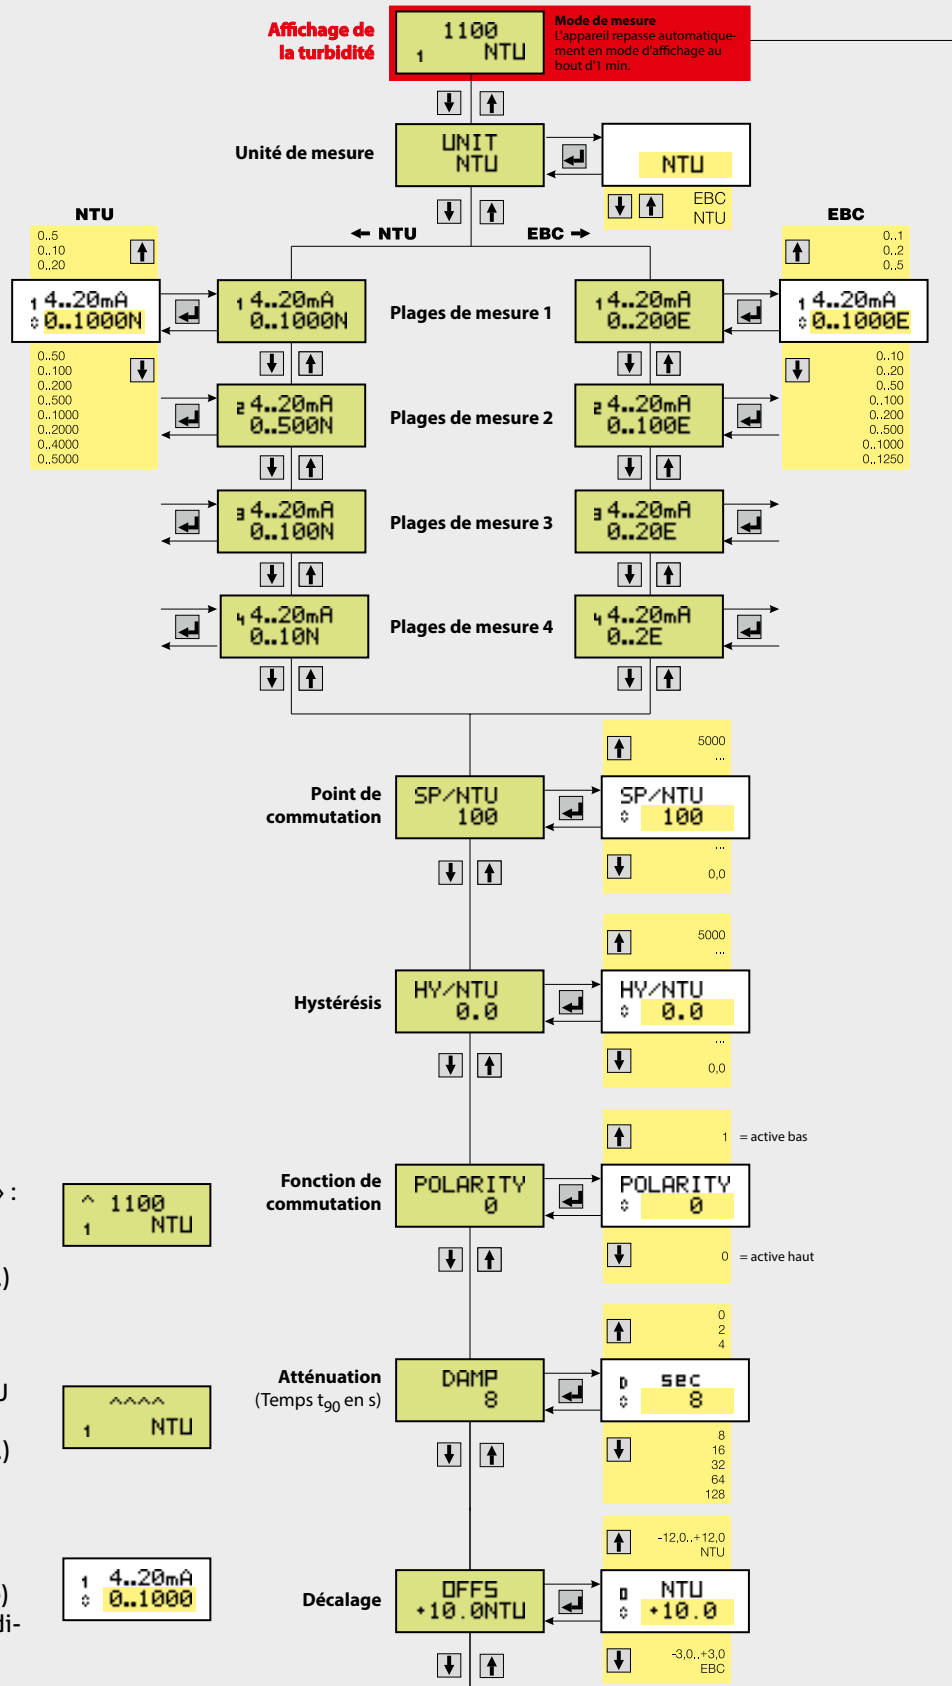 Affichage de
la turbidité
1100
1 NTU
Mode de mesure
L'appareil repasse automatique-
ment en mode d'affichage au
bout d'1 min.
Unité de mesure
UNIT
NTU
NTU
EBC
NTU
← NTU
EBC →
NTU
0..5
0..10
0..20
1 4..20mA
0..1000N
0..50
0..100
0..200
0..500
0..1000
0..2000
0..4000
0..5000
EBC
0..1
0..2
0..5
1 4..20mA
0..1000E
0..10
0..20
0..50
0..100
0..200
0..500
0..1000
0..1250
1 4..20mA
0..1000N
Plages de mesure 1
1 4..20mA
0..200E
2 4..20mA
0..500N
Plages de mesure 2
2 4..20mA
0..100E
3 4..20mA
0..100N
Plages de mesure 3
3 4..20mA
0..20E
4 4..20mA
0..10N
Plages de mesure 4
4 4..20mA
0..2E
Point de
commutation
SP/NTU
100
5000
...
SP/NTU
100
...
0,0
Hystérésis
HY/NTU
0.0
5000
...
HY/NTU
0.0
...
0,0
» :
^ 1100
1 NTU
)
Fonction de
commutation
POLARITY
0
1 = active bas
POLARITY
0
0 = active haut
U
^^^^
1 NTU
)
Atténuation
(Temps t90 en s)
DAMP
8
0
2
4
D sec
8
8
16
32
64
128
1 4..20mA
0..1000
)
di-
Décalage
OFFS
+10.0NTU
-12,0..+12,0
NTU
O NTU
+10.0
-3,0..+3,0
EBC